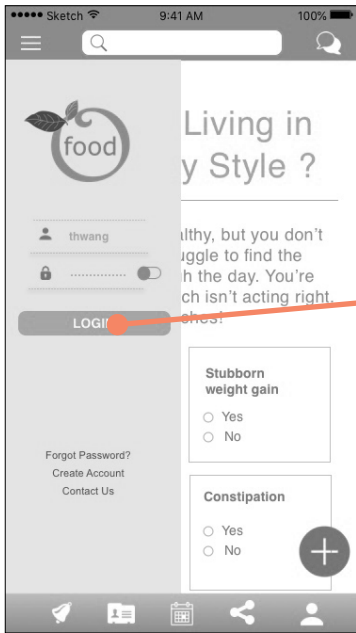 Sketch
9:41 AM
100%
food
Living in
y Style ?
thwang
LOGIN
lthy, but you don't
uggle to find the
h the day. You're
ch isn't acting right,
ches!
Stubborn
weight gain
Yes
No
Forgot Password?
Create Account
Contact Us
Constipation
Yes
No